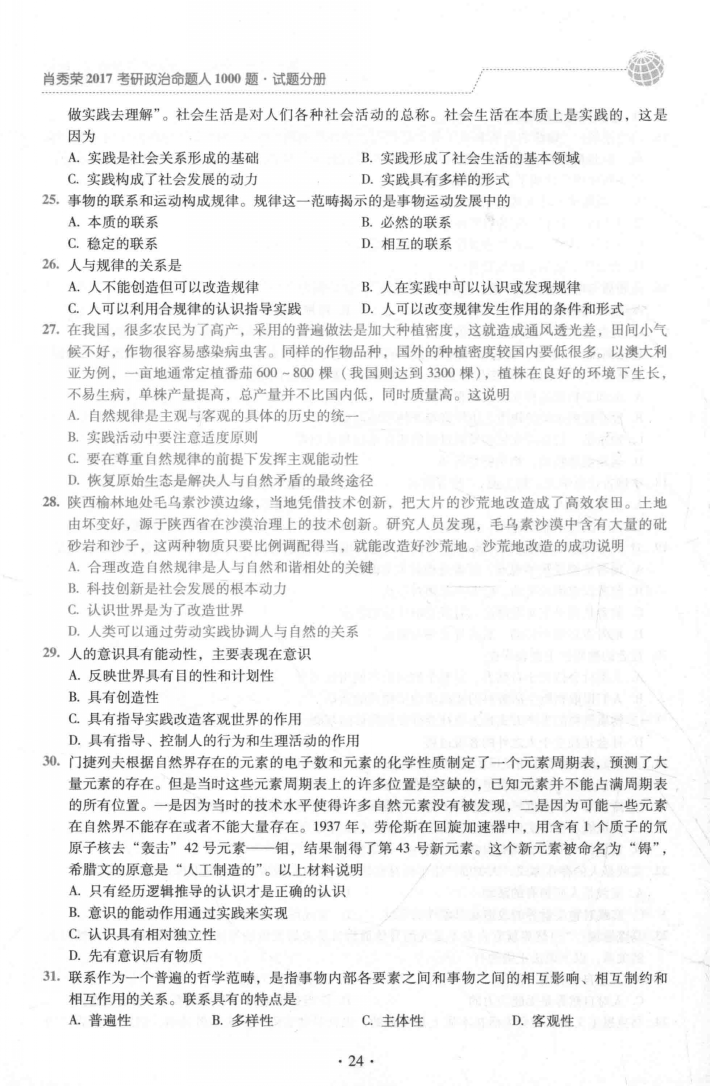 肖秀荣 2017 考研政治命题人 1000 题·试题分册
做实践去理解”。社会生活是对人们各种社会活动的总称。社会生活在本质上是实践的，这是
因为
A. 实践是社会关系形成的基础 B. 实践形成了社会生活的基本领域
C. 实践构成了社会发展的动力 D. 实践具有多样的形式
25. 事物的联系和运动构成规律。规律这一范畴揭示的是事物运动发展中的
A. 本质的联系 B. 必然的联系
C. 稳定的联系 D. 相互的联系
26. 人与规律的关系是
A. 人不能创造但可以改造规律 B. 人在实践中可以认识或发现规律
C. 人可以利用合规律的认识指导实践 D. 人可以改变规律发生作用的条件和形式
27. 在我国，很多农民为了高产，采用的普遍做法是加大种植密度，这就造成通风透光差，田间小气
候不好，作物很容易感染病虫害。同样的作物品种，国外的种植密度较国内要低很多。以澳大利
亚为例，一亩地通常定植番茄 600 ~ 800 棵（我国则达到 3300 棵），植株在良好的环境下生长，
不易生病，单株产量提高，总产量并不比国内低，同时质量高。这说明
A. 自然规律是主观与客观的具体的历史的统一
B. 实践活动中要注意适度原则
C. 要在尊重自然规律的前提下发挥主观能动性
D. 恢复原始生态是解决人与自然矛盾的最终途径
28. 陕西榆林地处毛乌素沙漠边缘，当地凭借技术创新，把大片的沙荒地改造成了高效农田。土地
由坏变好，源于陕西省在沙漠治理上的技术创新。研究人员发现，毛乌素沙漠中含有大量的砒
砂岩和沙子，这两种物质只要比例调配得当，就能改造好沙荒地。沙荒地改造的成功说明
A. 合理改造自然规律是人与自然和谐相处的关键
B. 科技创新是社会发展的根本动力
C. 认识世界是为了改造世界
D. 人类可以通过劳动实践协调人与自然的关系
29. 人的意识具有能动性，主要表现在意识
A. 反映世界具有目的性和计划性
B. 具有创造性
C. 具有指导实践改造客观世界的作用
D. 具有指导、控制人的行为和生理活动的作用
30. 门捷列夫根据自然界存在的元素的电子数和元素的化学性质制定了一个元素周期表，预测了大
量元素的存在。但是当时这些元素周期表上的许多位置是空缺的，已知元素并不能占满周期表
的所有位置。一是因为当时的技术水平使得许多自然元素没有被发现，二是因为可能一些元素
在自然界不能存在或者不能大量存在。1937 年，劳伦斯在回旋加速器中，用含有 1 个质子的氘
原子核去“轰击”42 号元素——钼，结果制得了第 43 号新元素。这个新元素被命名为“锝”，
希腊文的原意是“人工制造的”。以上材料说明
A. 只有经历逻辑推导的认识才是正确的认识
B. 意识的能动作用通过实践来实现
C. 认识具有相对独立性
D. 先有意识后有物质
31. 联系作为一个普遍的哲学范畴，是指事物内部各要素之间和事物之间的相互影响、相互制约和
相互作用的关系。联系具有的特点是
A. 普遍性 B. 多样性 C. 主体性 D. 客观性
· 24 ·